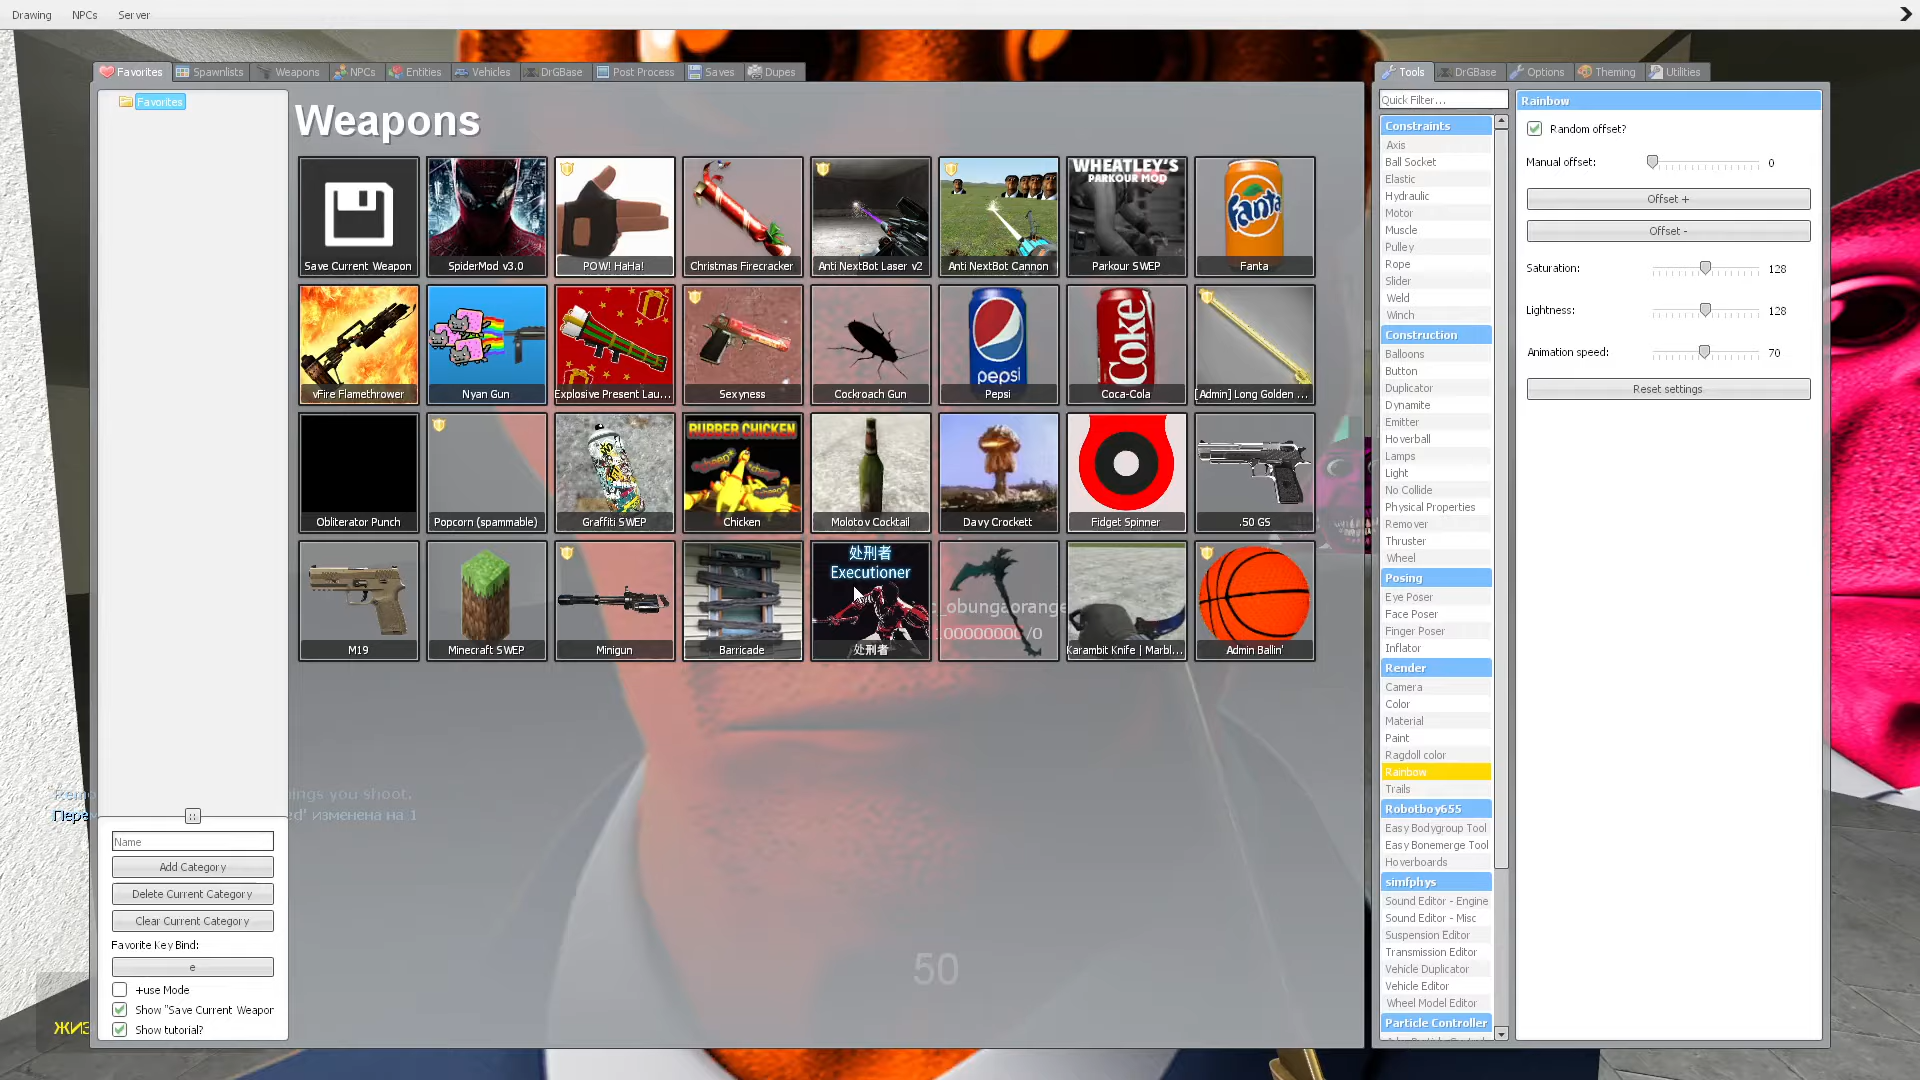 Drawing NPCs Server
Favorites Spawnlists Weapons NPCs Entities Vehicles DrGBase Post Process Saves Dupes
Tools DrGBase Options Theming Utilities
Favorites
Weapons
Save Current Weapon
SpiderMod v3.0
POW! HaHa!
Christmas Firecracker
Anti NextBot Laser v2
Anti NextBot Cannon
WHEATLEY'S
PARKOUR MOD
Parkour SWEP
Fanta
Fanta
vFire Flamethrower
Nyan Gun
Explosive Present Lau...
Sexyness
Cockroach Gun
pepsi
Pepsi
Coke
Coca-Cola
[Admin] Long Golden ...
Obliterator Punch
Popcorn (spammable)
Graffiti SWEP
RUBBER CHICKEN
Chicken
Molotov Cocktail
Davy Crockett
Fidget Spinner
.50 GS
M19
Minecraft SWEP
Minigun
Barricade
处刑者
Executioner
处刑者
Karambit Knife | Marbl...
Admin Ballin'
c_obungaorange
100000000/0
Remo
ings you shoot.
Пере
d' изменена на 1
Name
Add Category
Delete Current Category
Clear Current Category
Favorite Key Bind:
e
+use Mode
Show "Save Current Weapor
Show tutorial?
ЖИЗ
50
Quick Filter...
Constraints
Axis
Ball Socket
Elastic
Hydraulic
Motor
Muscle
Pulley
Rope
Slider
Weld
Winch
Construction
Balloons
Button
Duplicator
Dynamite
Emitter
Hoverball
Lamps
Light
No Collide
Physical Properties
Remover
Thruster
Wheel
Posing
Eye Poser
Face Poser
Finger Poser
Inflator
Render
Camera
Color
Material
Paint
Ragdoll color
Rainbow
Trails
Robotboy655
Easy Bodygroup Tool
Easy Bonemerge Tool
Hoverboards
simfphys
Sound Editor - Engine
Sound Editor - Misc
Suspension Editor
Transmission Editor
Vehicle Duplicator
Vehicle Editor
Wheel Model Editor
Particle Controller
Rainbow
Random offset?
Manual offset: 0
Offset +
Offset -
Saturation: 128
Lightness: 128
Animation speed: 70
Reset settings